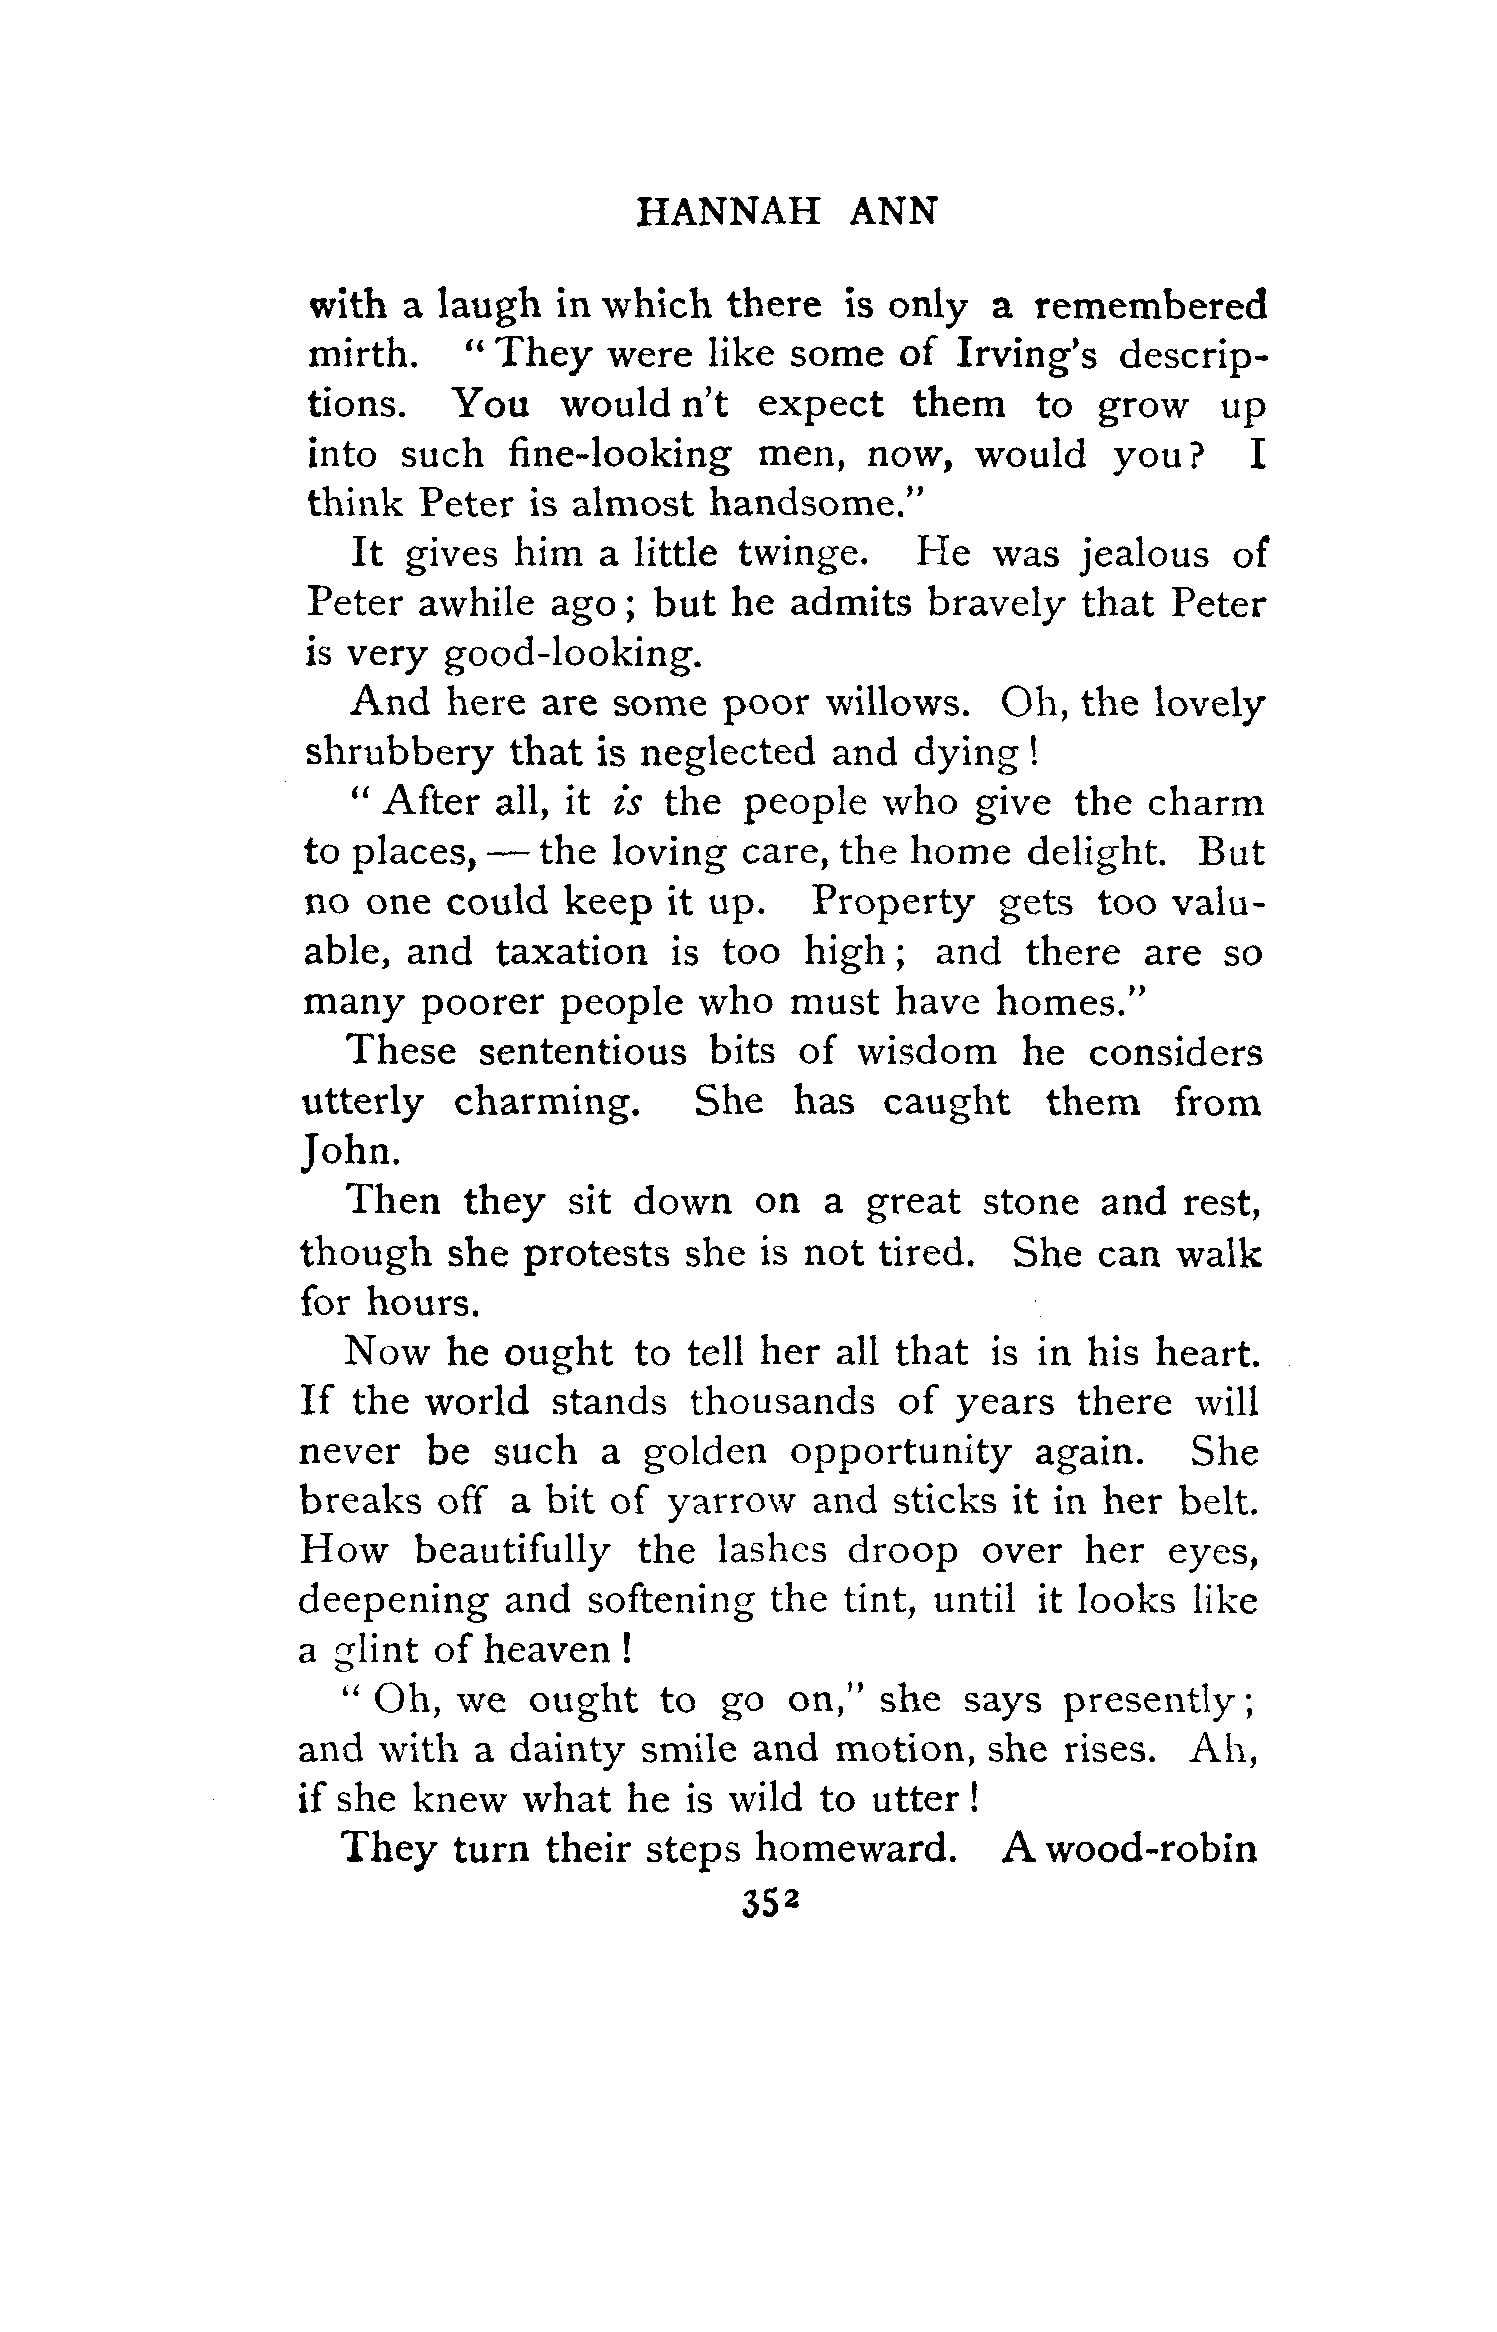 HANNAH ANN
with a laugh in which there is only a remembered
mirth. "They were like some of Irving's descrip-
tions. You would n't expect them to grow up
into such fine-looking men, now, would you? I
think Peter is almost handsome."
It gives him a little twinge. He was jealous of
Peter awhile ago; but he admits bravely that Peter
is very good-looking.
And here are some poor willows. Oh, the lovely
shrubbery that is neglected and dying!
"After all, it is the people who give the charm
to places, — the loving care, the home delight. But
no one could keep it up. Property gets too valu-
able, and taxation is too high; and there are so
many poorer people who must have homes."
These sententious bits of wisdom he considers
utterly charming. She has caught them from
John.
Then they sit down on a great stone and rest,
though she protests she is not tired. She can walk
for hours.
Now he ought to tell her all that is in his heart.
If the world stands thousands of years there will
never be such a golden opportunity again. She
breaks off a bit of yarrow and sticks it in her belt.
How beautifully the lashes droop over her eyes,
deepening and softening the tint, until it looks like
a glint of heaven!
"Oh, we ought to go on," she says presently;
and with a dainty smile and motion, she rises. Ah,
if she knew what he is wild to utter!
They turn their steps homeward. A wood-robin
352